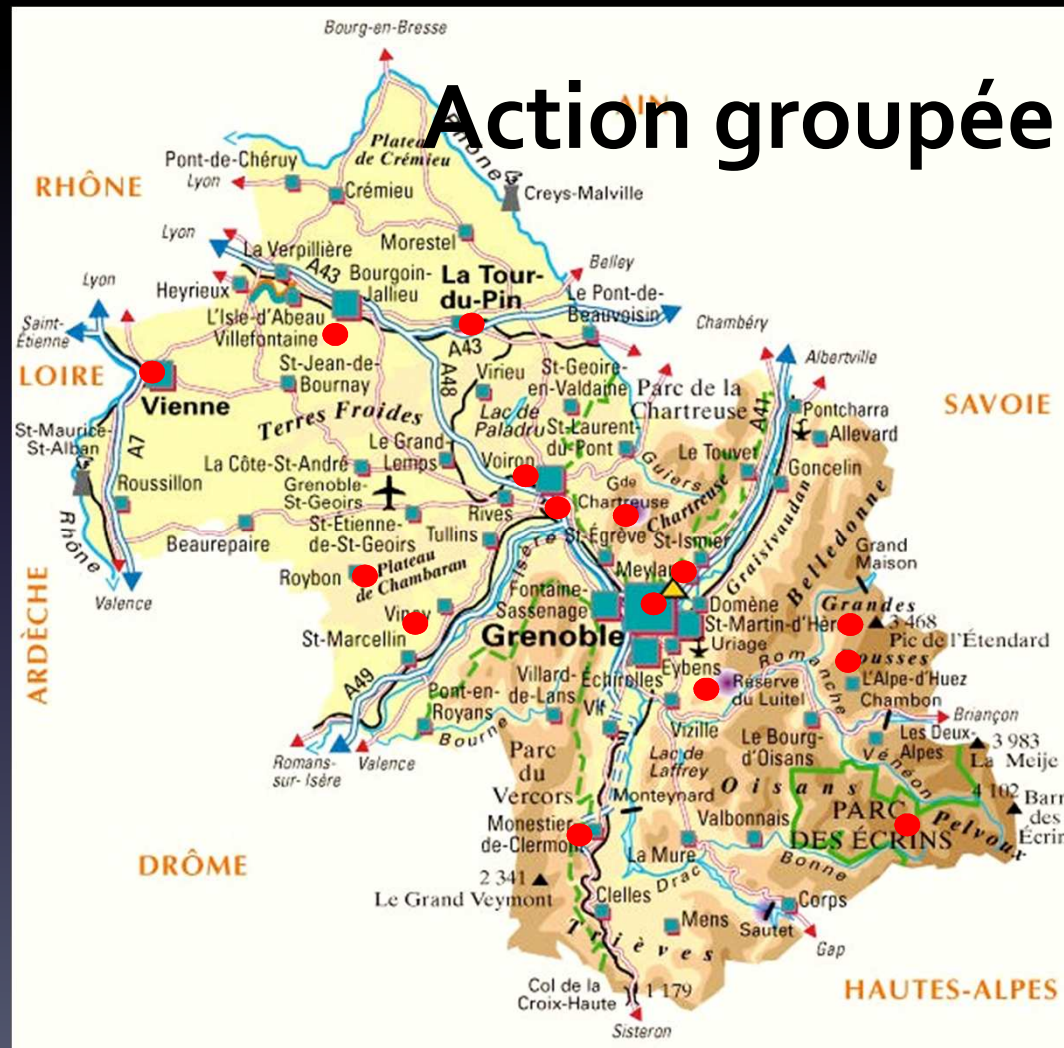 Bourg-en-Bresse
Action groupée
AIN
Rhône
Plateau
de Crémieu
Pont-de-Chéruy
Lyon
RHÔNE
Crémieu
Creys-Malville
Lyon
Morestel
La Verpillière
A43
Belley
Bourgoin-
Jallieu
La Tour-
du-Pin
Lyon
Heyrieux
Le Pont-de-
Beauvoisin
L'Isle-d'Abeau
Chambéry
Saint-
Étienne
Villefontaine
A43
Albertville
LOIRE
St-Jean-de-
Bournay
A48
Virieu
St-Geoire-
en-Valdaine
Parc de la
Chartreuse
A41
SAVOIE
Vienne
Terres Froides
Lac de
Paladru
Pontcharra
St-Maurice-
St-Alban
A7
St-Laurent-
du-Pont
Allevard
Le Grand-
Lemps
Le Touvet
La Côte-St-André
Voiron
Guiers
Goncelin
Roussillon
Grenoble-
St-Geoirs
Gde
Chartreuse
Chartreuse
Rhône
Rives
St-Étienne-
de-St-Geoirs
Beaurepaire
Tullins
Isère
St-Égrève
St-Ismier
Grésivaudan
Belledonne
Grand
Maison
Roybon
Plateau
de Chambaran
Meylan
Valence
Fontaine-
Sassenage
Domène
Grandes
Vinay
St-Martin-d'Hèr
3 468
Pic de l'Étendard
ARDÈCHE
St-Marcellin
Grenoble
Uriage
Romanche
Rousses
Eybens
L'Alpe-d'Huez
A49
Villard-
de-Lans
Échirolles
Réserve
du Luitel
Pont-en-
Royans
Chambon
Vif
Briançon
Bourne
Vizille
Le Bourg-
d'Oisans
Les Deux-
Alpes
3 983
La Meije
Romans-
sur-Isère
Valence
Parc
du
Vercors
Lac de
Laffrey
Vénéon
Oisans
4 102
Barr
des
Écrin
Monteynard
PARC
DES ÉCRINS
Pelvoux
Monestier-
de-Clermont
Valbonnais
DRÔME
La Mure
Bonne
2 341
Le Grand Veymont
Drac
Clelles
Corps
Mens
Sautet
Trièves
Gap
Col de la
Croix-Haute
1 179
HAUTES-ALPES
Sisteron